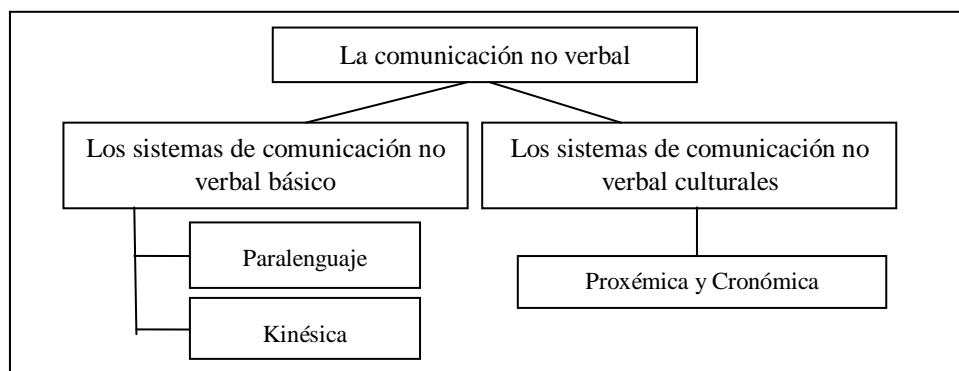 La comunicación no verbal
Los sistemas de comunicación no
verbal básico
Los sistemas de comunicación no
verbal culturales
Paralenguaje
Kinésica
Proxémica y Cronómica